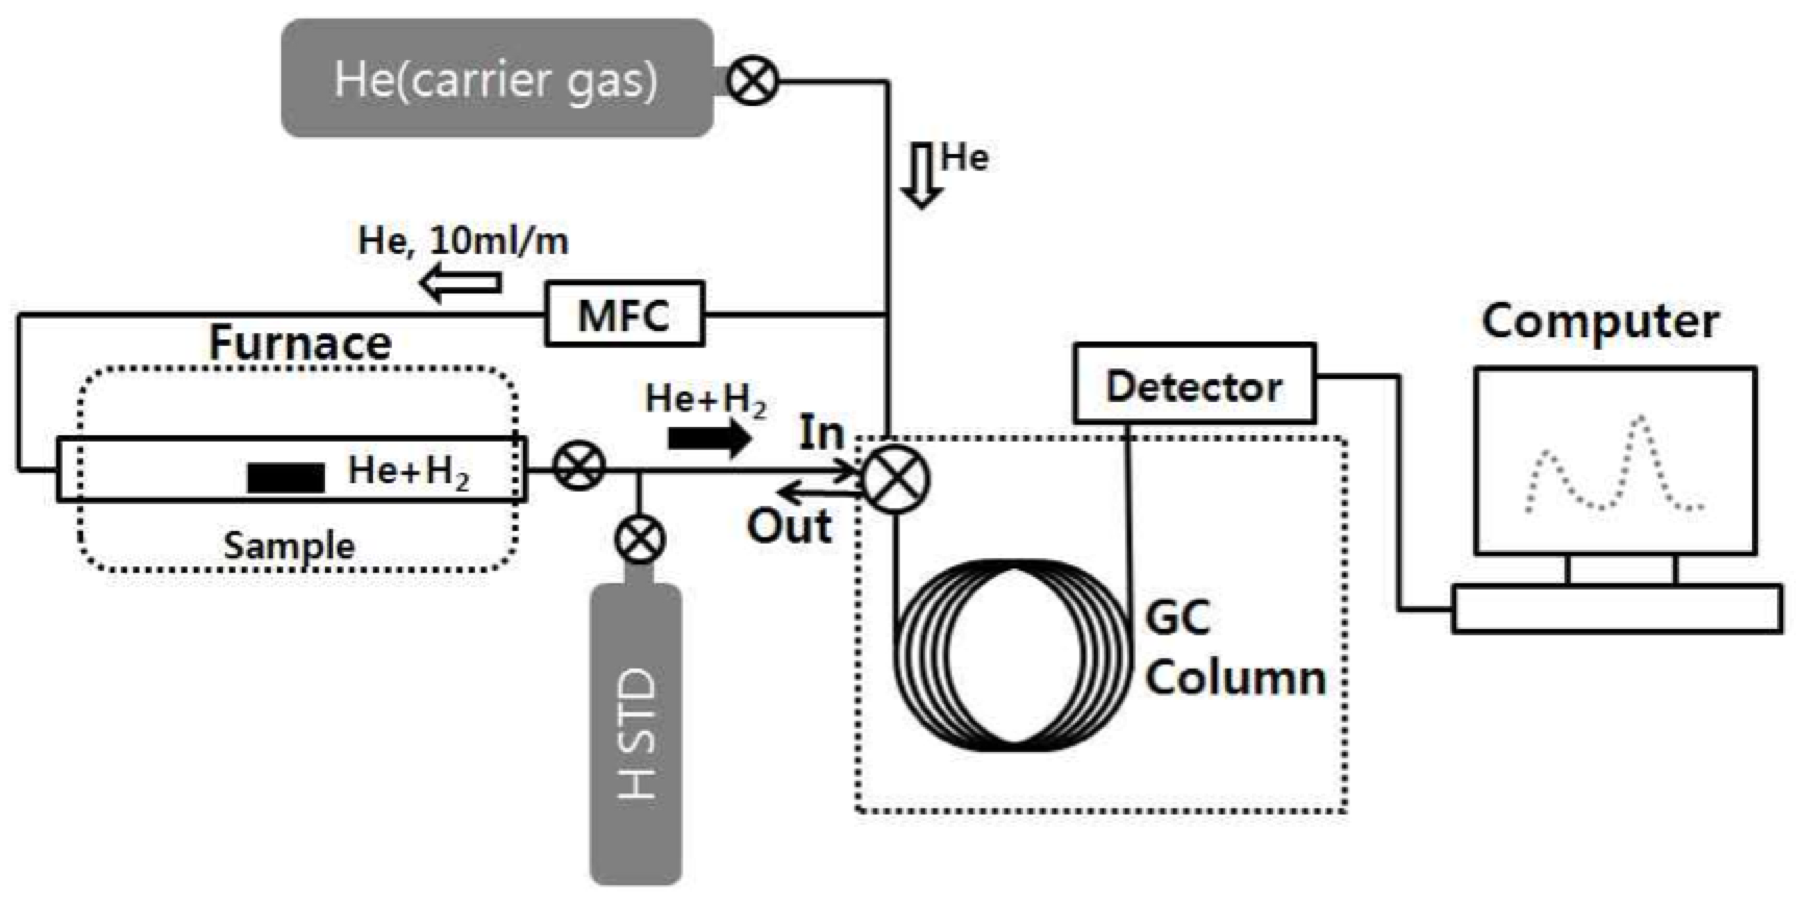 He(carrier gas)
He
He, 10ml/m
MFC
Furnace
Computer
Detector
He+H₂
In
He+H₂
Out
Sample
GC
Column
H STD